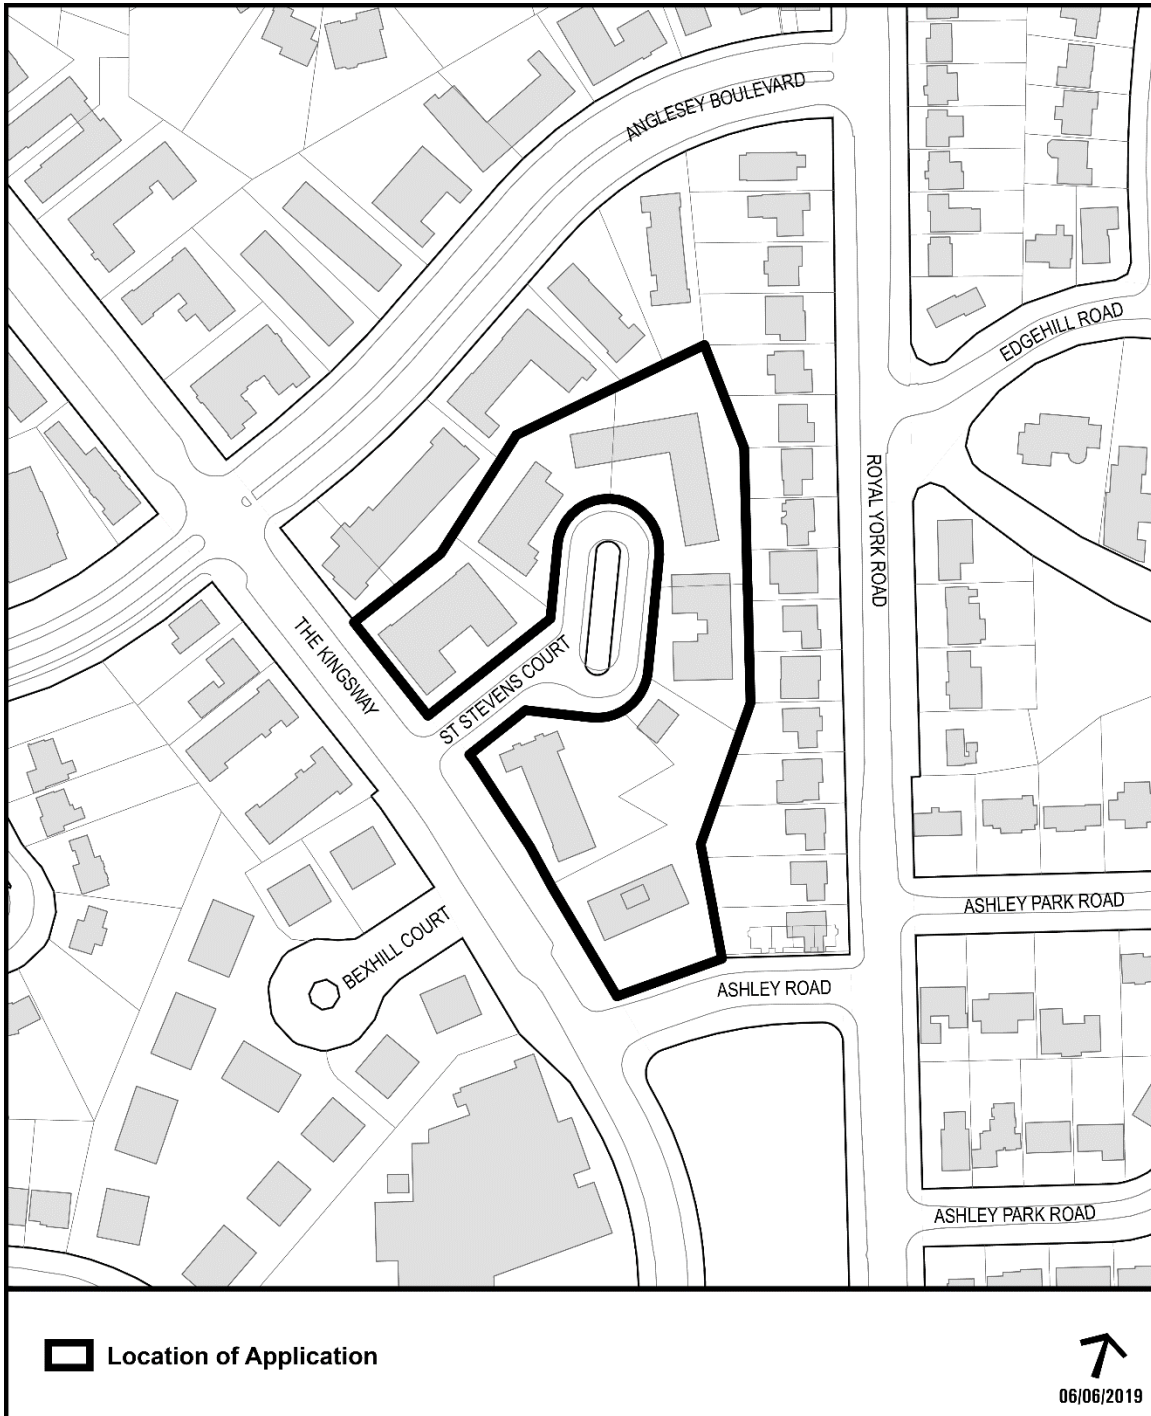 ANGLESEY BOULEVARD
EDGEHILL ROAD
ROYAL YORK ROAD
THE KINGSWAY
ST STEVENS COURT
ASHLEY PARK ROAD
BEXHILL COURT
ASHLEY ROAD
ASHLEY PARK ROAD
Location of Application
06/06/2019